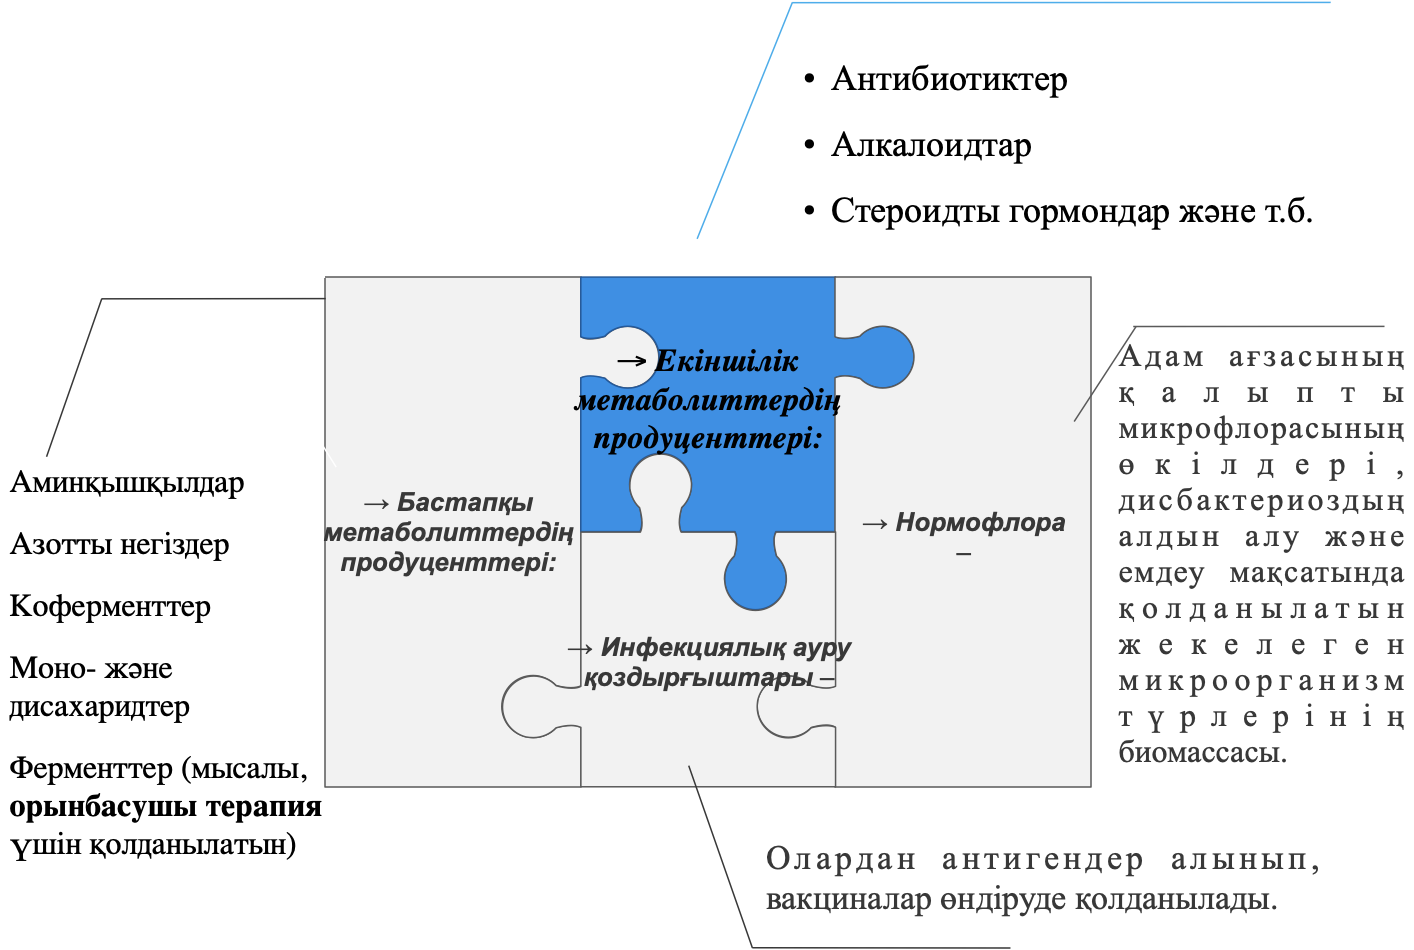 • Антибиотиктер
• Алкалоидтар
• Стероидты гормондар және т.б.
→ Екіншілік
метаболиттердің
продуценттері:
Аминқышқылдар
Азотты негіздер
Коферменттер
Моно- және
дисахаридтер
Ферменттер (мысалы,
орынбасушы терапия
үшін қолданылатын)
→ Бастапқы
метаболиттердің
продуценттері:
→ Нормофлора
–
Адам ағзасының
қалыпты
микрофлорасының
өкілдері,
дисбактериоздың
алдын алу және
емдеу мақсатында
қолданылатын
жекелеген
микроорганизм
түрлерінің
биомассасы.
→ Инфекциялық ауру
қоздырғыштары –
Олардан антигендер алынып,
вакциналар өндіруде қолданылады.